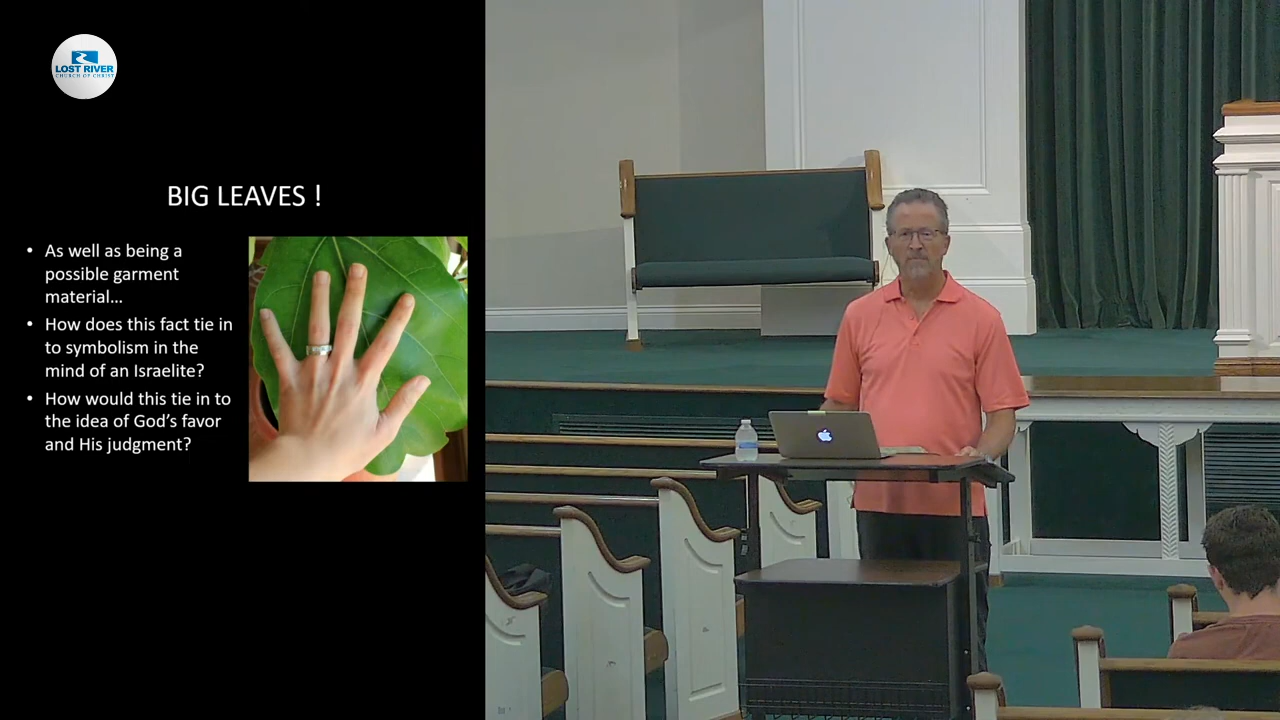 LOST RIVER
CHURCH OF CHRIST
BIG LEAVES !
• As well as being a
possible garment
material...
• How does this fact tie in
to symbolism in the
mind of an Israelite?
• How would this tie in to
the idea of God's favor
and His judgment?